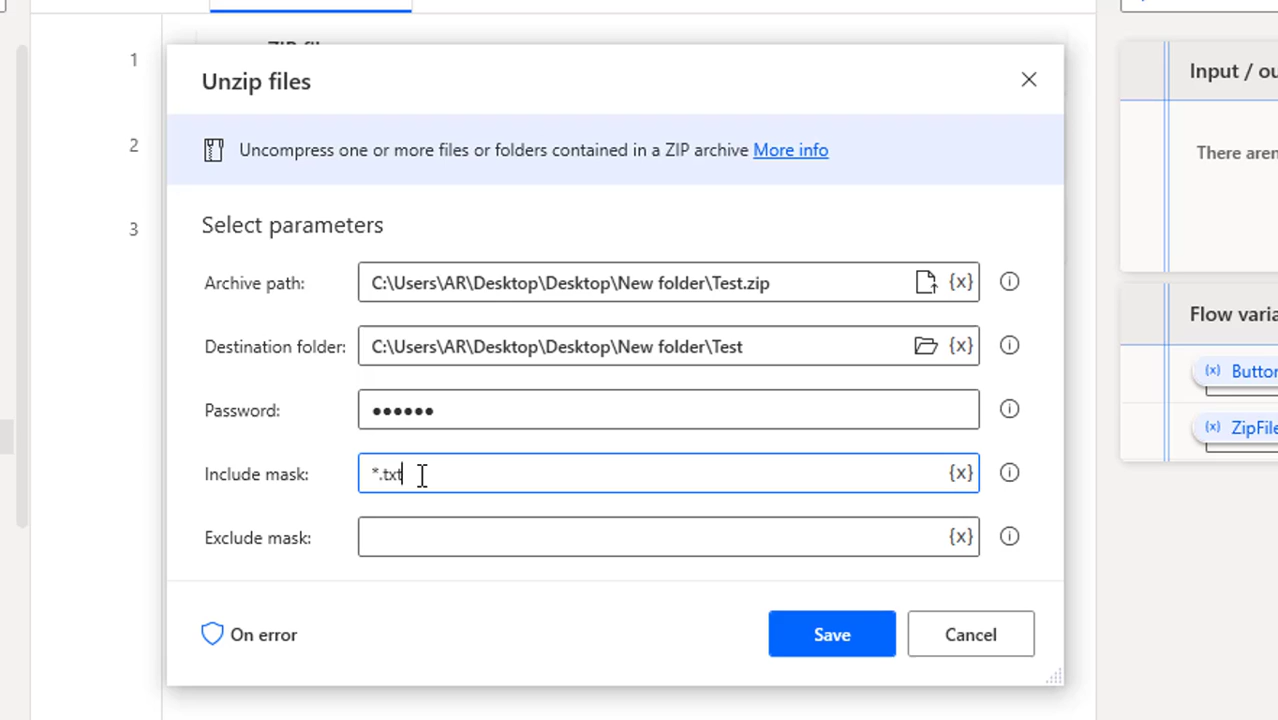 1
2
3
Unzip files
Uncompress one or more files or folders contained in a ZIP archive More info
Select parameters
Archive path: C:\Users\AR\Desktop\Desktop\New folder\Test.zip {x}
Destination folder: C:\Users\AR\Desktop\Desktop\New folder\Test {x}
Password: ●●●●●●
Include mask: *.txt {x}
Exclude mask: {x}
On error Save Cancel
Input / ou
There aren
Flow varia
(x) Button
(x) ZipFile